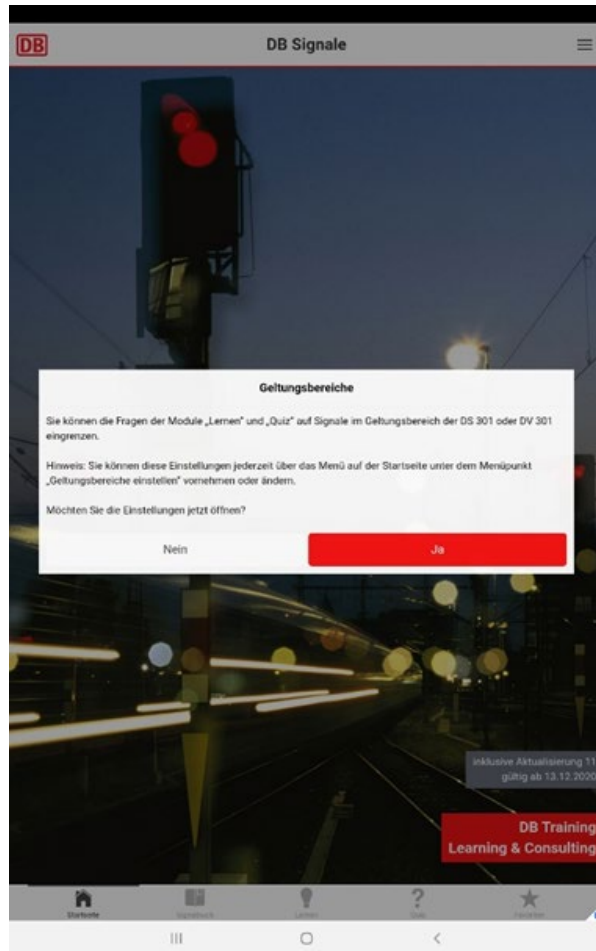 DB
DB Signale
Geltungsbereiche
Sie können die Fragen der Module „Lernen" und „Quiz" auf Signale im Geltungsbereich der DS 301 oder DV 301
eingrenzen.
Hinweis: Sie können diese Einstellungen jederzeit über das Menü auf der Startseite unter dem Menüpunkt
„Geltungsbereiche einstellen" vornehmen oder ändern.
Möchten Sie die Einstellungen jetzt öffnen?
Nein
Ja
inklusive Aktualisierung 11
gültig ab 13.12.2020
DB Training
Learning & Consulting
Startseite
Signalbuch
Lernen
Quiz
Favoriten